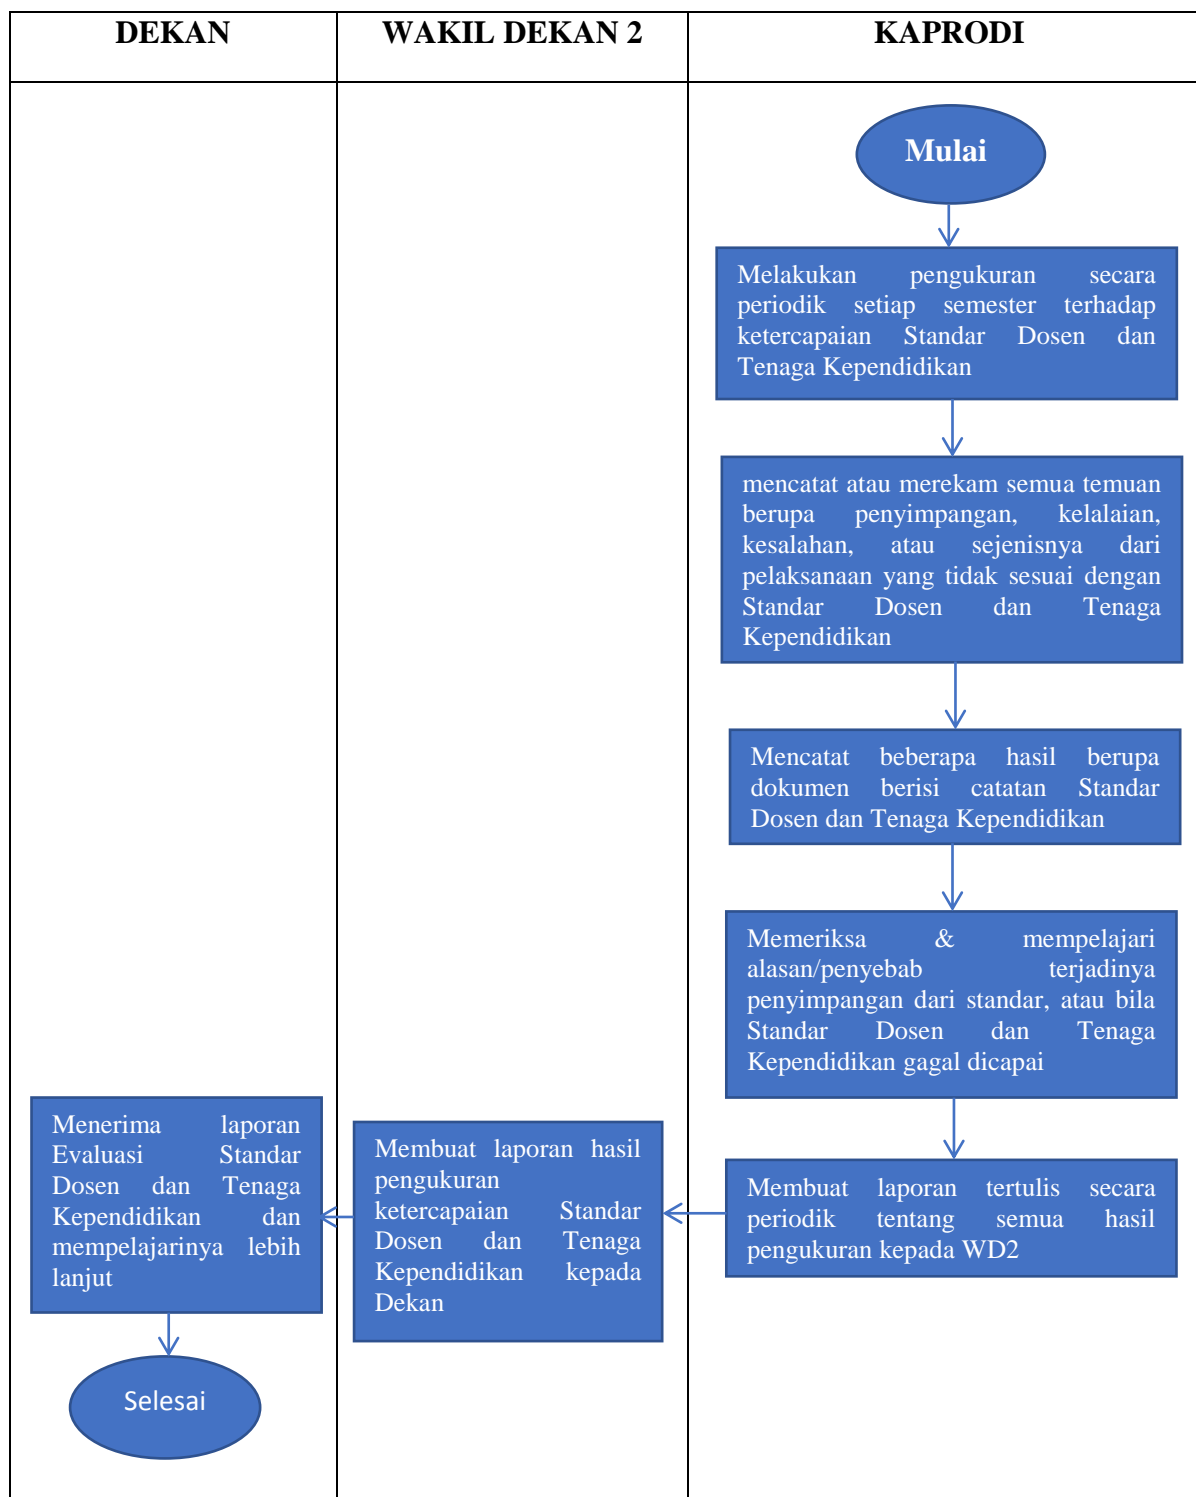 DEKAN
WAKIL DEKAN 2
KAPRODI
Mulai
Melakukan pengukuran secara
periodik setiap semester terhadap
ketercapaian Standar Dosen dan
Tenaga Kependidikan
mencatat atau merekam semua temuan
berupa penyimpangan, kelalaian,
kesalahan, atau sejenisnya dari
pelaksanaan yang tidak sesuai dengan
Standar Dosen dan Tenaga
Kependidikan
Mencatat beberapa hasil berupa
dokumen berisi catatan Standar
Dosen dan Tenaga Kependidikan
Memeriksa & mempelajari
alasan/penyebab terjadinya
penyimpangan dari standar, atau bila
Standar Dosen dan Tenaga
Kependidikan gagal dicapai
Membuat laporan tertulis secara
periodik tentang semua hasil
pengukuran kepada WD2
Membuat laporan hasil
pengukuran
ketercapaian Standar
Dosen dan Tenaga
Kependidikan kepada
Dekan
Menerima laporan
Evaluasi Standar
Dosen dan Tenaga
Kependidikan dan
mempelajarinya lebih
lanjut
Selesai